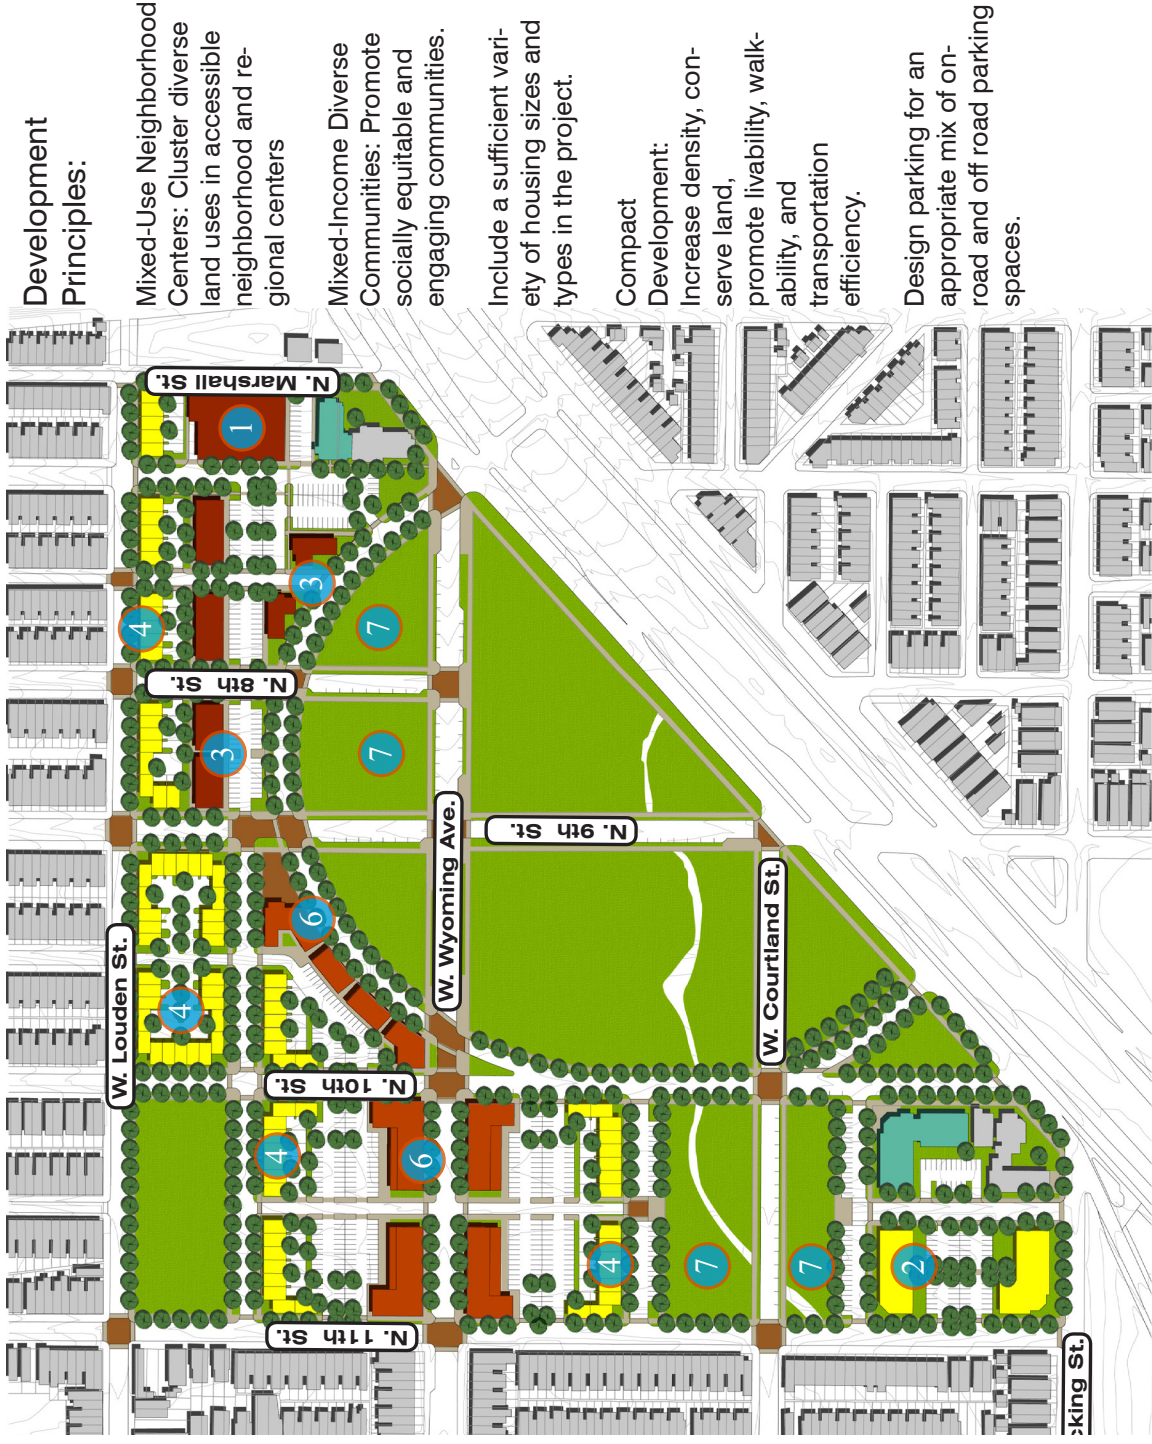 Development
Principles:
Mixed-Use Neighborhood
Centers: Cluster diverse
land uses in accessible
neighborhood and re-
gional centers
Mixed-Income Diverse
Communities: Promote
socially equitable and
engaging communities.
Include a sufficient vari-
ety of housing sizes and
types in the project.
Compact
Development:
Increase density, con-
serve land,
promote livability, walk-
ability, and
transportation
efficiency.
Design parking for an
appropriate mix of on-
road and off road parking
spaces.
N. Marshall St.
N. 8th St.
N. 9th St.
N. 10th St.
N. 11th St.
W. Louden St.
W. Wyoming Ave.
W. Courtland St.
cking St.
1
3
4
7
3
7
6
4
4
6
4
7
7
2